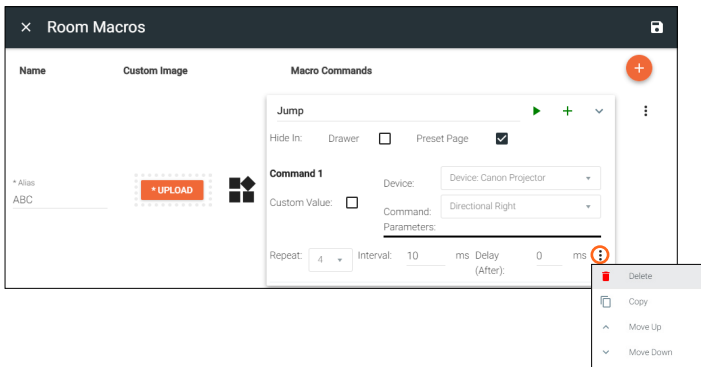 Room Macros
Name Custom Image Macro Commands
Jump
Hide In: Drawer Preset Page
Command 1
Device: Device: Canon Projector
Custom Value:
Command: Directional Right
Parameters:
* Alias
ABC
* UPLOAD
Repeat: 4 Interval: 10 ms Delay 0 ms
(After):
Delete
Copy
Move Up
Move Down